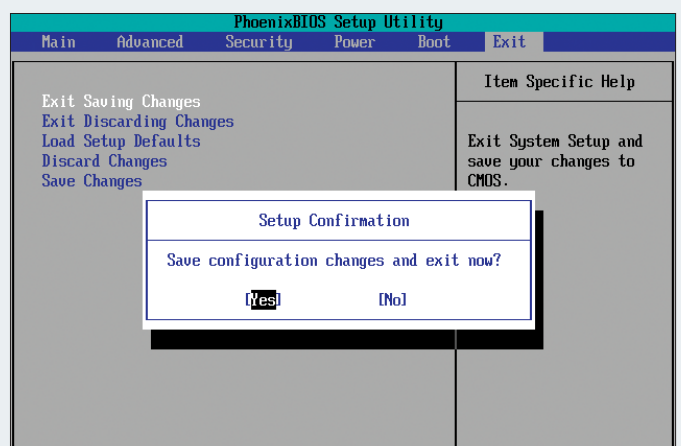 PhoenixBIOS Setup Utility
Main Advanced Security Power Boot Exit
Item Specific Help
Exit Saving Changes
Exit Discarding Changes
Load Setup Defaults
Discard Changes
Save Changes
Exit System Setup and
save your changes to
CMOS.
Setup Confirmation
Save configuration changes and exit now?
[Yes] [No]